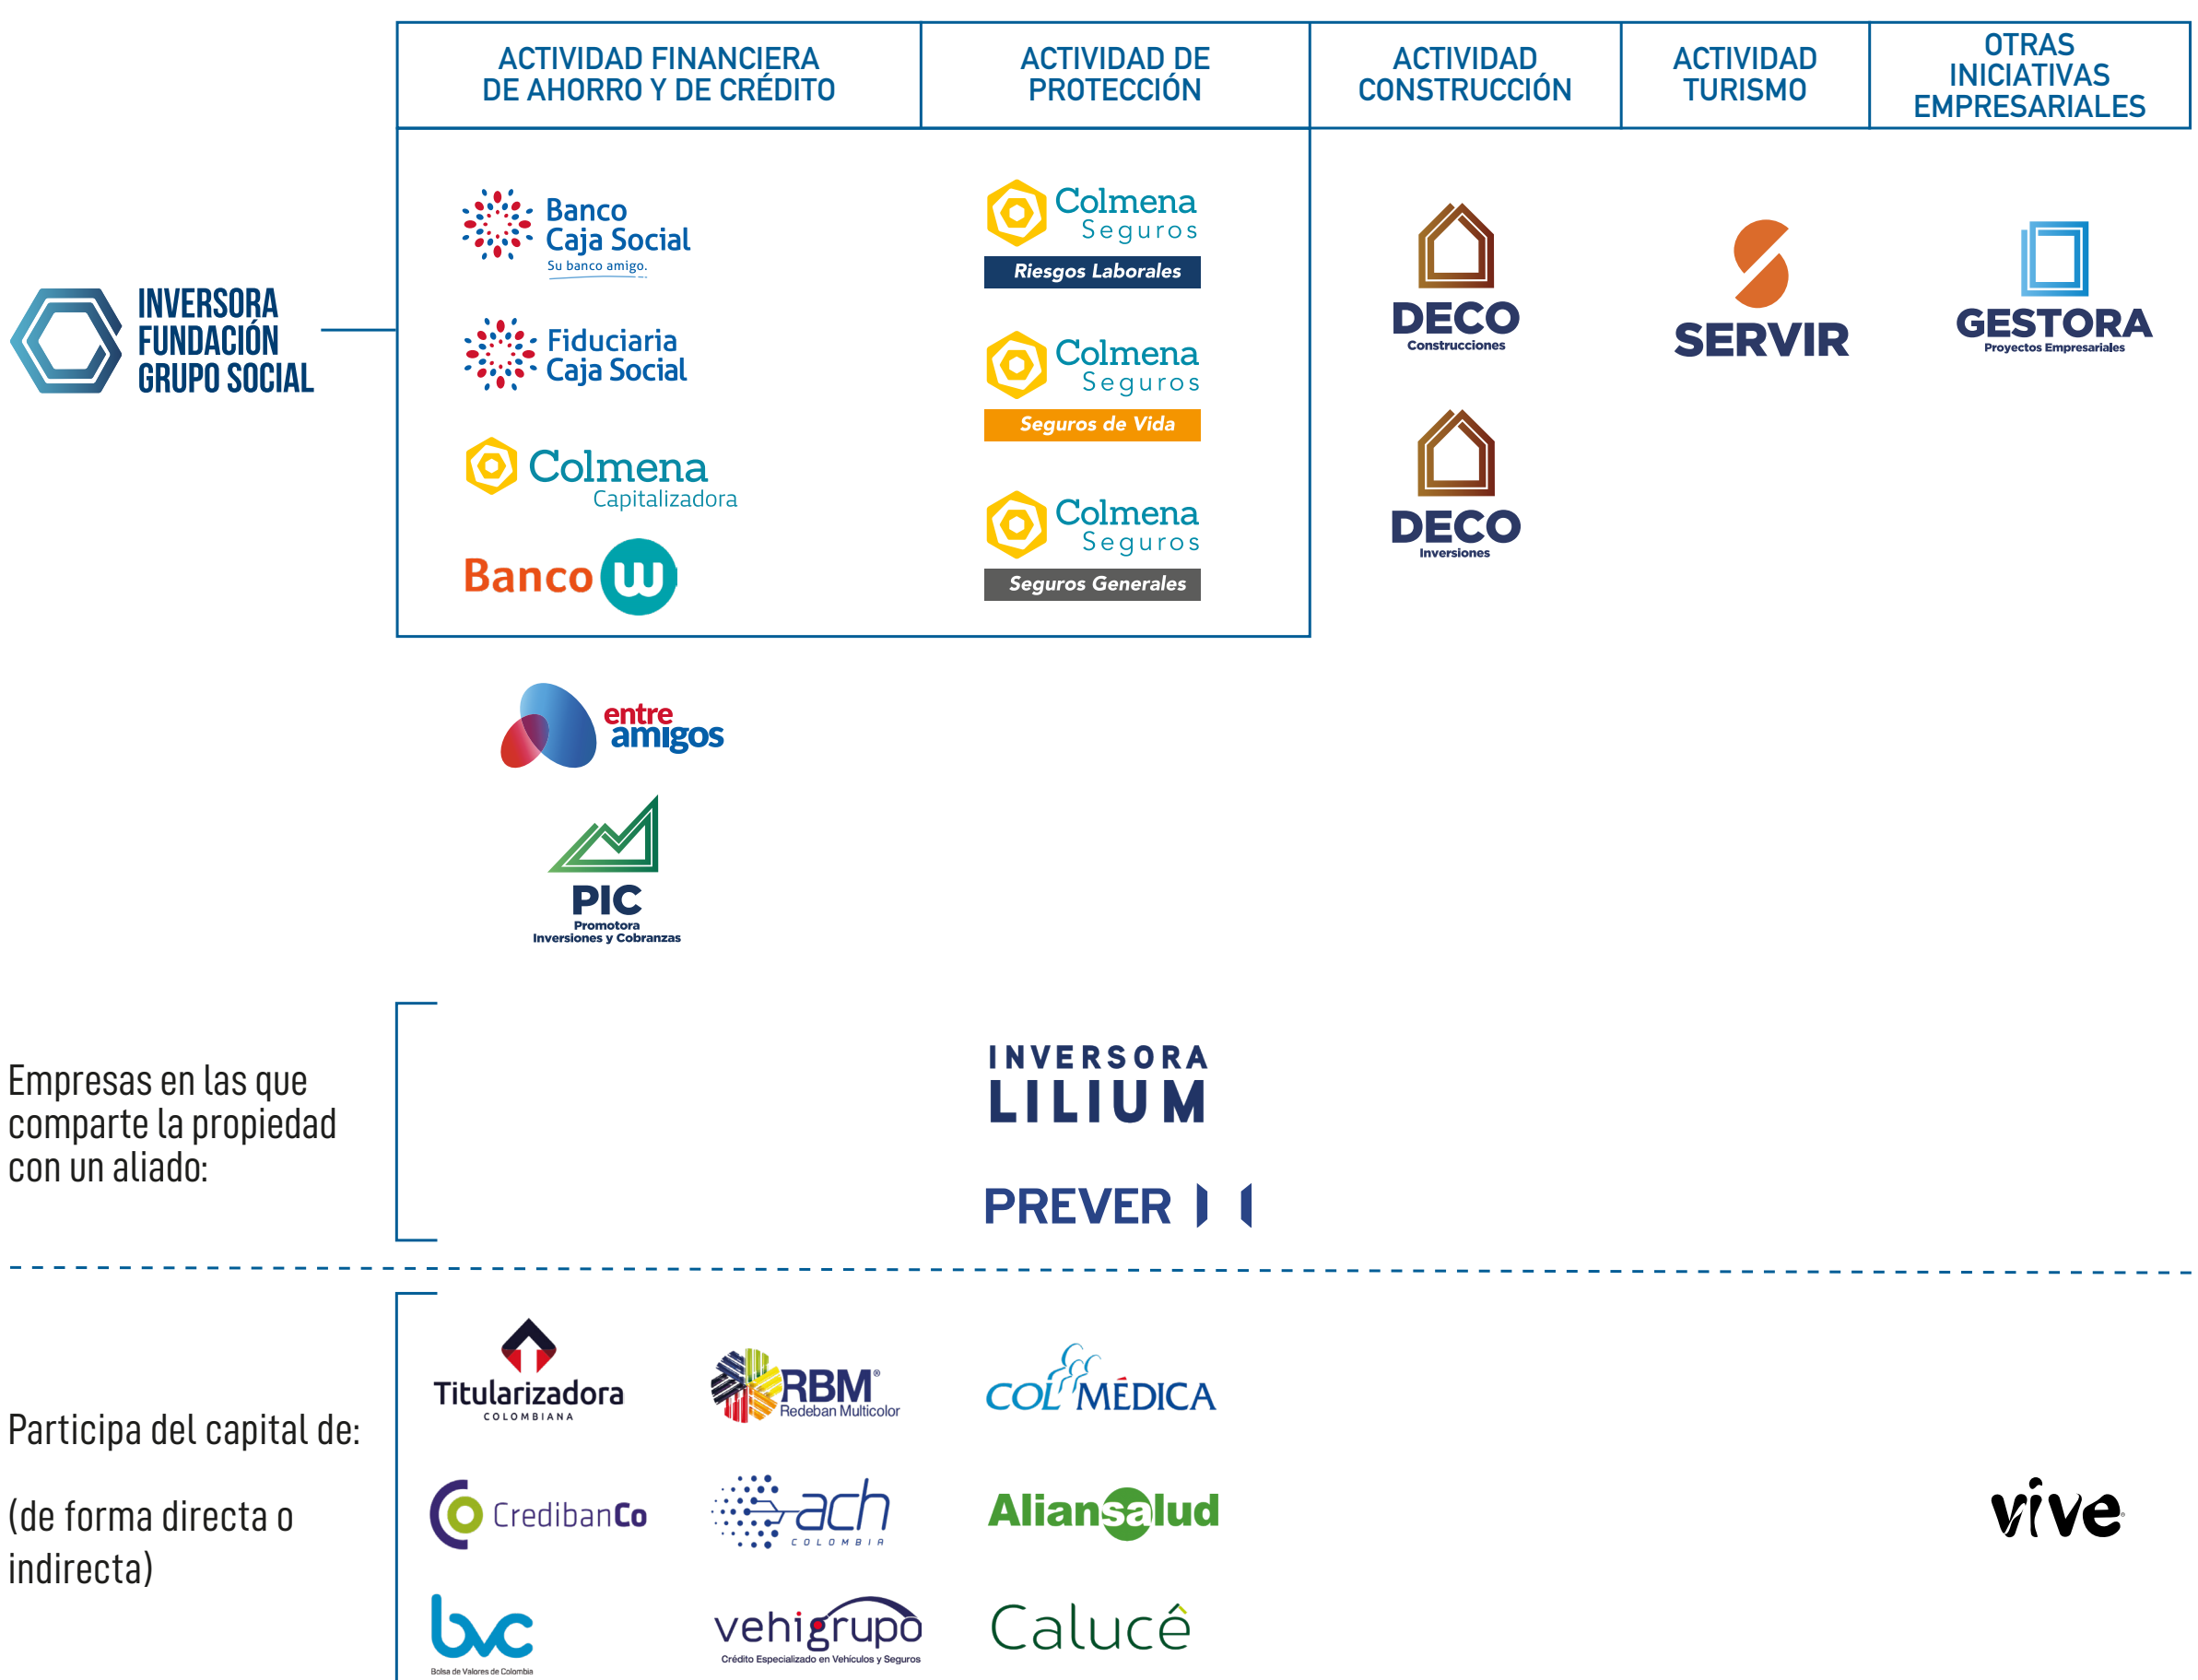 ACTIVIDAD FINANCIERA
DE AHORRO Y DE CRÉDITO
ACTIVIDAD DE
PROTECCIÓN
ACTIVIDAD
CONSTRUCCIÓN
ACTIVIDAD
TURISMO
OTRAS
INICIATIVAS
EMPRESARIALES
INVERSORA
FUNDACIÓN
GRUPO SOCIAL
Banco
Caja Social
Su banco amigo.
Fiduciaria
Caja Social
Colmena
Capitalizadora
Banco W
Colmena
Seguros
Riesgos Laborales
Colmena
Seguros
Seguros de Vida
Colmena
Seguros
Seguros Generales
DECO
Construcciones
DECO
Inversiones
SERVIR
GESTORA
Proyectos Empresariales
entre
amigos
PIC
Promotora
Inversiones y Cobranzas
Empresas en las que
comparte la propiedad
con un aliado:
INVERSORA
LILIUM
PREVER
Participa del capital de:
(de forma directa o
indirecta)
Titularizadora
COLOMBIANA
RBM®
Redeban Multicolor
COLMÉDICA
CredibanCo
ach
COLOMBIA
Aliansalud
vive
bvc
Bolsa de Valores de Colombia
vehigrupo
Crédito Especializado en Vehículos y Seguros
Calucê